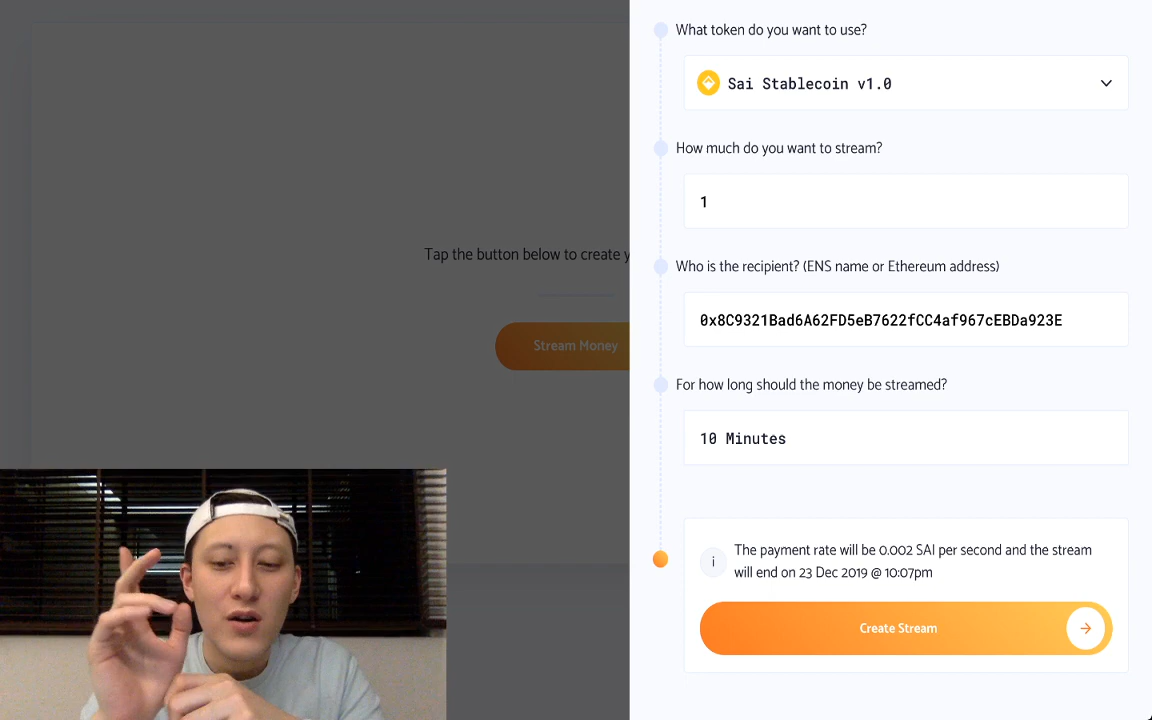 What token do you want to use?
Sai Stablecoin v1.0
How much do you want to stream?
1
Who is the recipient? (ENS name or Ethereum address)
0x8C9321Bad6A62FD5eB7622fCC4af967cEBDa923E
For how long should the money be streamed?
10 Minutes
i
The payment rate will be 0.002 SAI per second and the stream
will end on 23 Dec 2019 @ 10:07pm
Create Stream
Tap the button below to create y
Stream Money